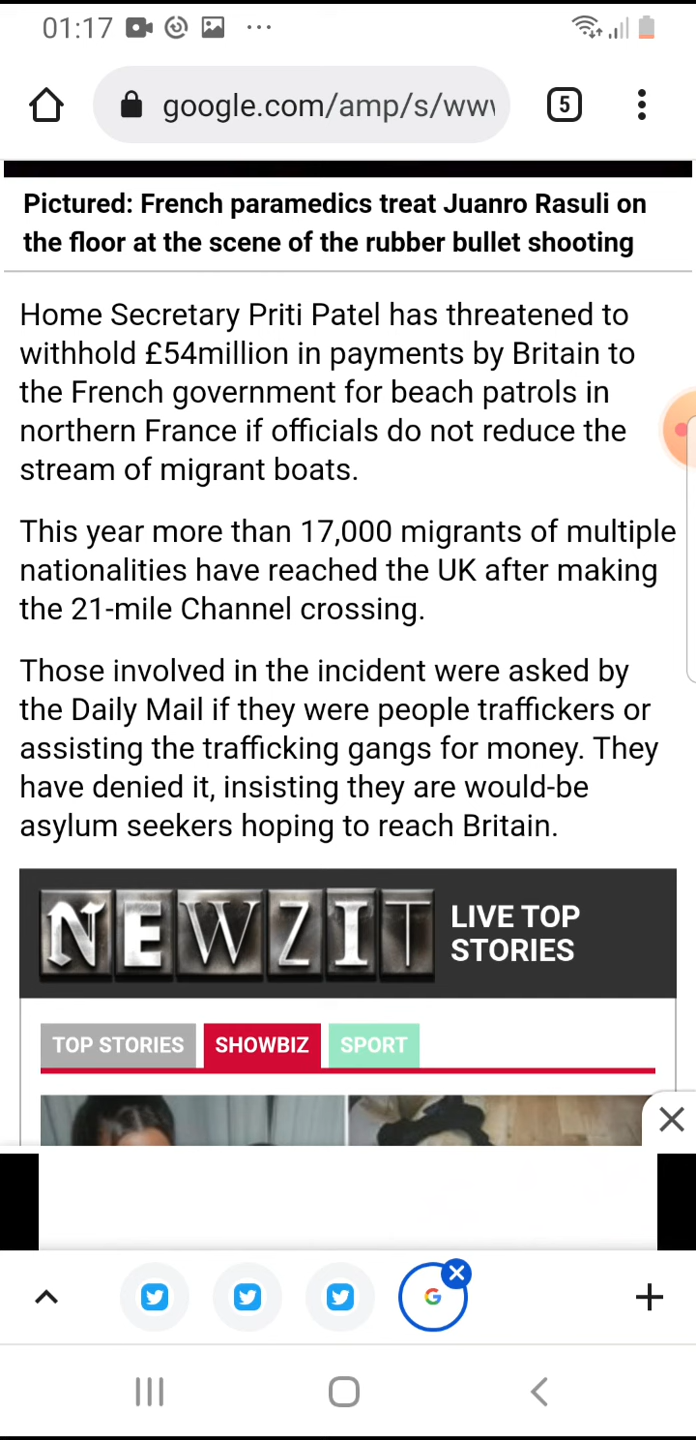 01:17
google.com/amp/s/www
5
Pictured: French paramedics treat Juanro Rasuli on
the floor at the scene of the rubber bullet shooting
Home Secretary Priti Patel has threatened to
withhold £54million in payments by Britain to
the French government for beach patrols in
northern France if officials do not reduce the
stream of migrant boats.
This year more than 17,000 migrants of multiple
nationalities have reached the UK after making
the 21-mile Channel crossing.
Those involved in the incident were asked by
the Daily Mail if they were people traffickers or
assisting the trafficking gangs for money. They
have denied it, insisting they are would-be
asylum seekers hoping to reach Britain.
NEWZIT LIVE TOP
STORIES
TOP STORIES SHOWBIZ SPORT